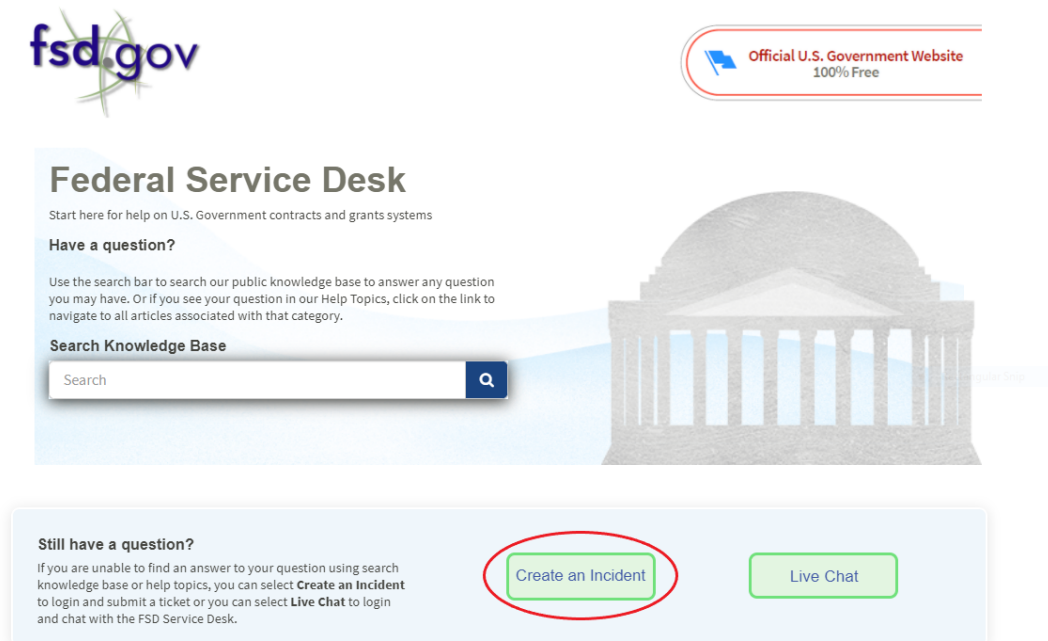 fsd.gov
Official U.S. Government Website
100% Free
Federal Service Desk
Start here for help on U.S. Government contracts and grants systems
Have a question?
Use the search bar to search our public knowledge base to answer any question
you may have. Or if you see your question in our Help Topics, click on the link to
navigate to all articles associated with that category.
Search Knowledge Base
Search
Still have a question?
If you are unable to find an answer to your question using search
knowledge base or help topics, you can select Create an Incident
to login and submit a ticket or you can select Live Chat to login
and chat with the FSD Service Desk.
Create an Incident
Live Chat